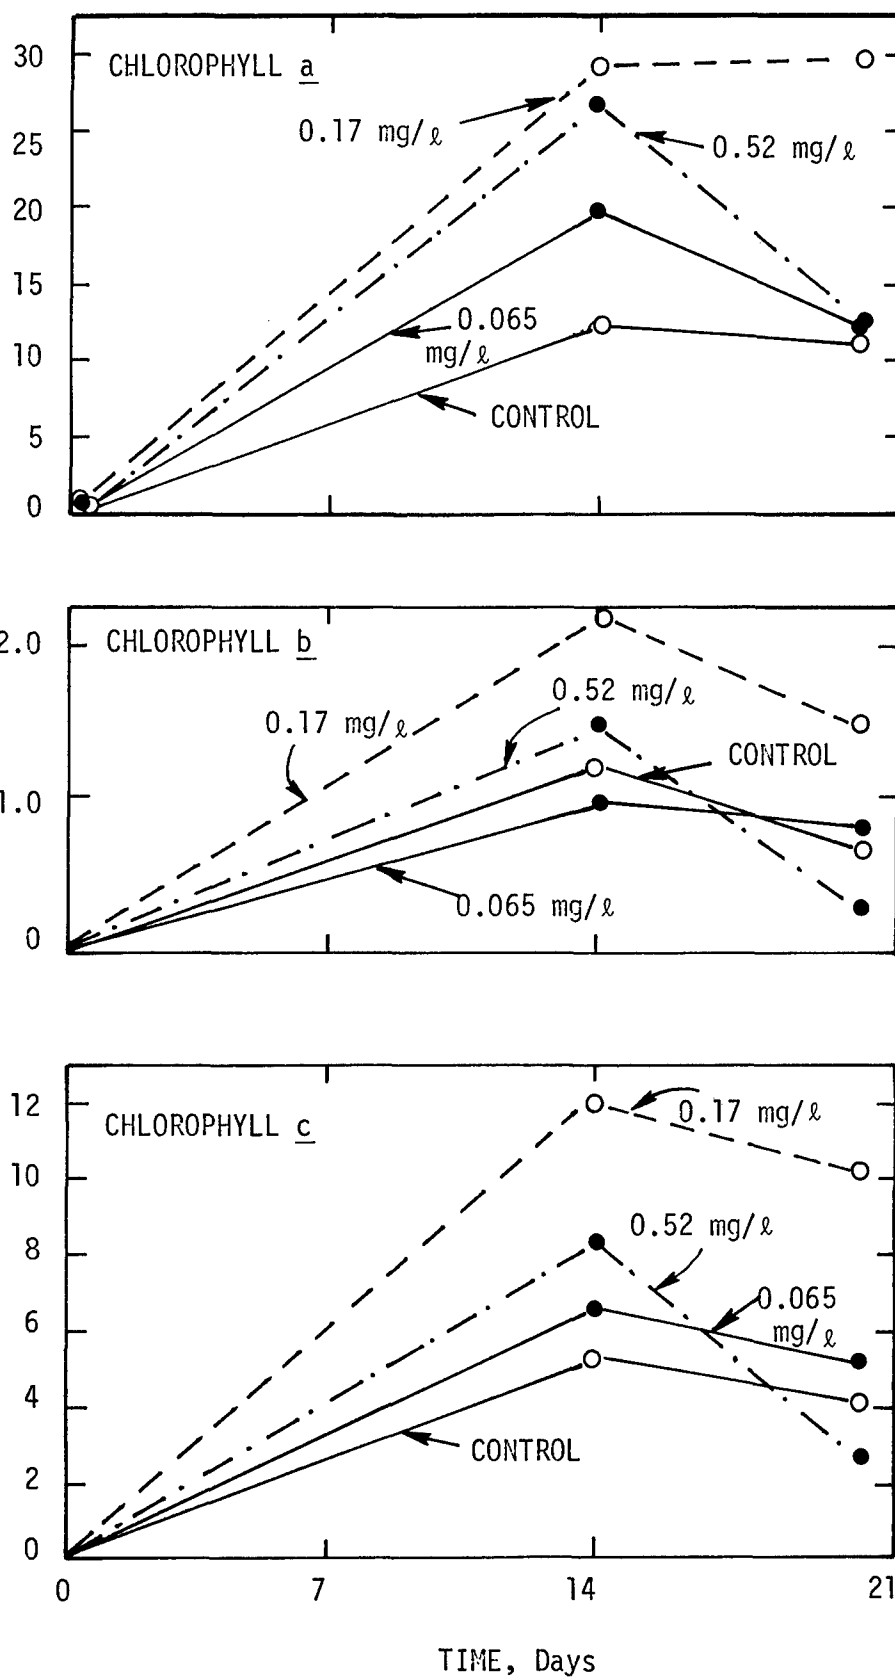 30
CHLOROPHYLL a
0.17 mg/ℓ
25
0.52 mg/ℓ
20
15
0.065
mg/ℓ
10
CONTROL
5
0
2.0
CHLOROPHYLL b
0.52 mg/ℓ
0.17 mg/ℓ
CONTROL
1.0
0.065 mg/ℓ
0
12
0.17 mg/ℓ
CHLOROPHYLL c
10
8
0.52 mg/ℓ
6
0.065
mg/ℓ
4
CONTROL
2
0
0 7 14 21
TIME, Days